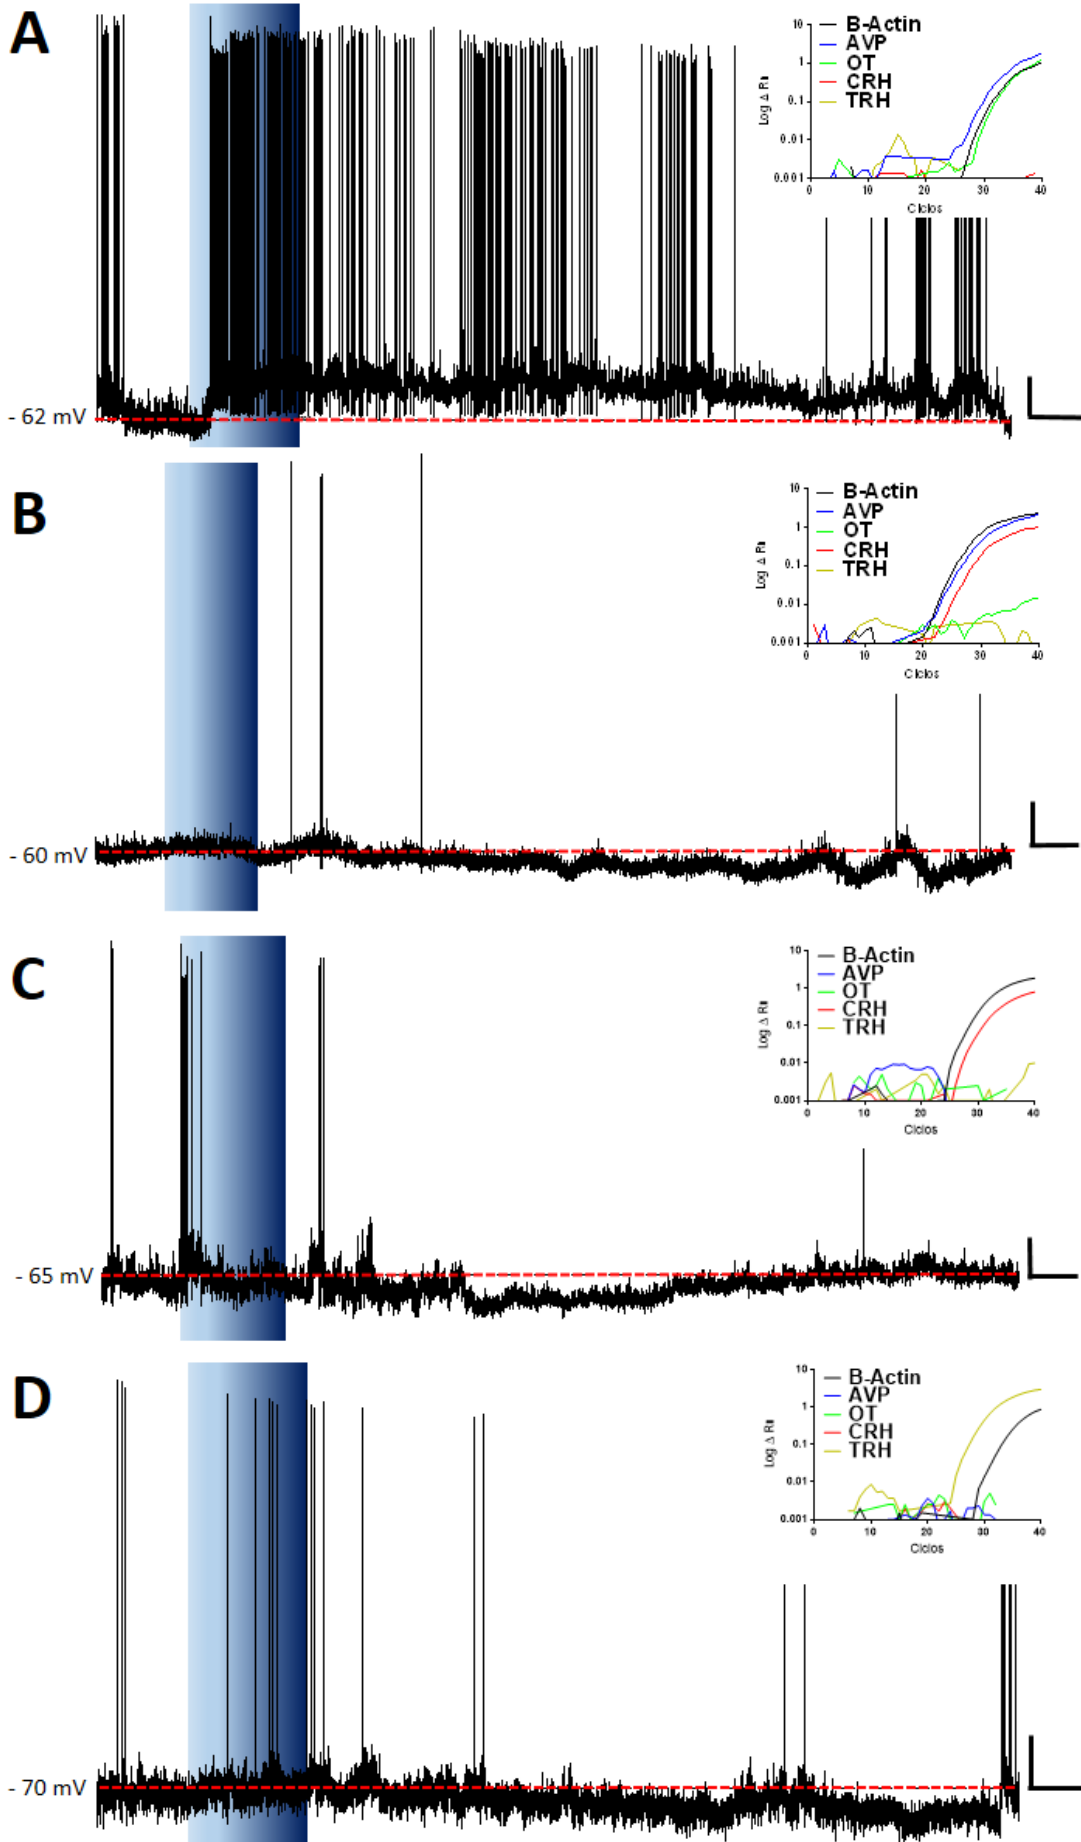 A
10
1
0.1
0.01
0.001
Log Δ Rn
B-Actin
AVP
OT
CRH
TRH
0 10 20 30 40
Ciclos
- 62 mV
B
10
1
0.1
0.01
0.001
Log Δ Rn
B-Actin
AVP
OT
CRH
TRH
0 10 20 30 40
Ciclos
- 60 mV
C
10
1
0.1
0.01
0.001
Log Δ Rn
B-Actin
AVP
OT
CRH
TRH
0 10 20 30 40
Ciclos
- 65 mV
D
10
1
0.1
0.01
0.001
Log Δ Rn
B-Actin
AVP
OT
CRH
TRH
0 10 20 30 40
Ciclos
- 70 mV